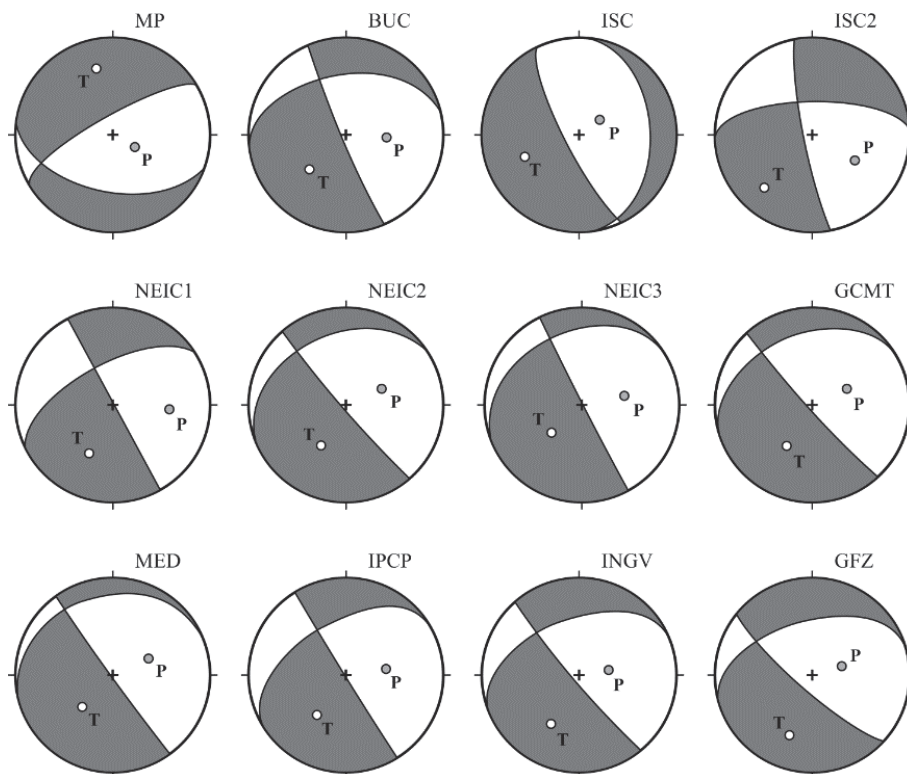 MP BUC ISC ISC2
T P T P T P T P
NEIC1 NEIC2 NEIC3 GCMT
T P T P T P T P
MED IPCP INGV GFZ
T P T P T P T P